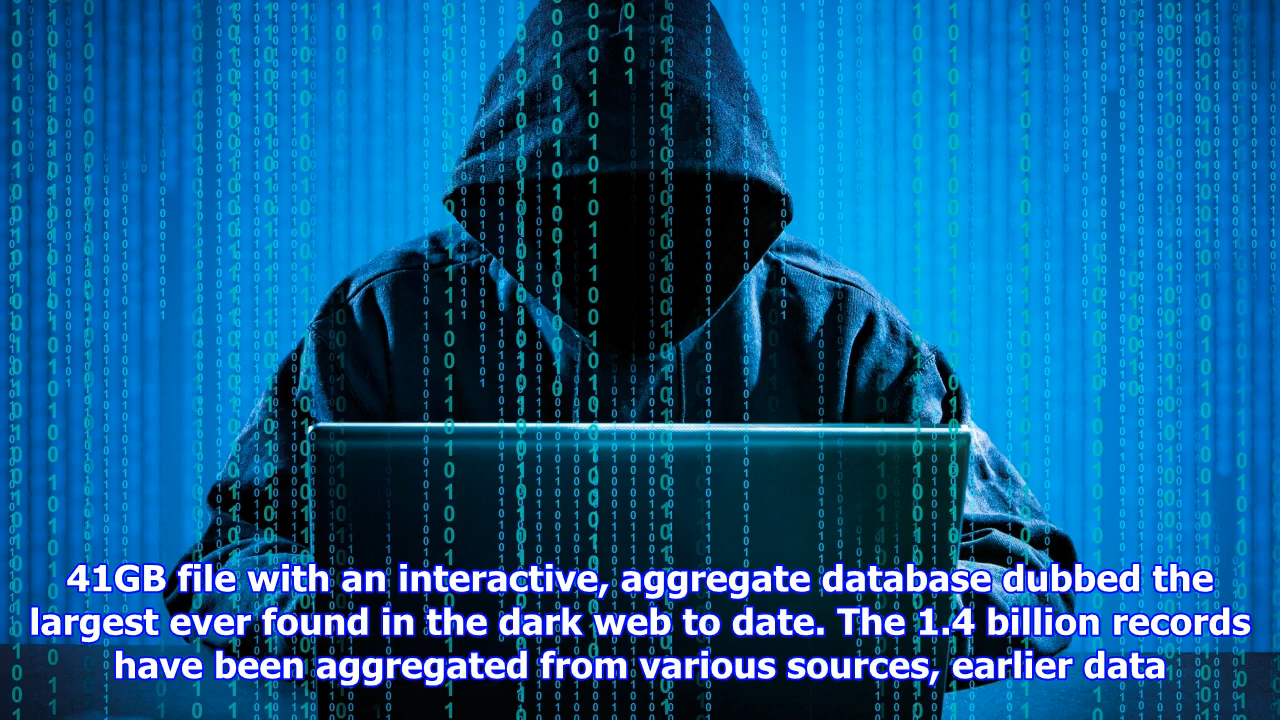 41GB file with an interactive, aggregate database dubbed the
largest ever found in the dark web to date. The 1.4 billion records
have been aggregated from various sources, earlier data